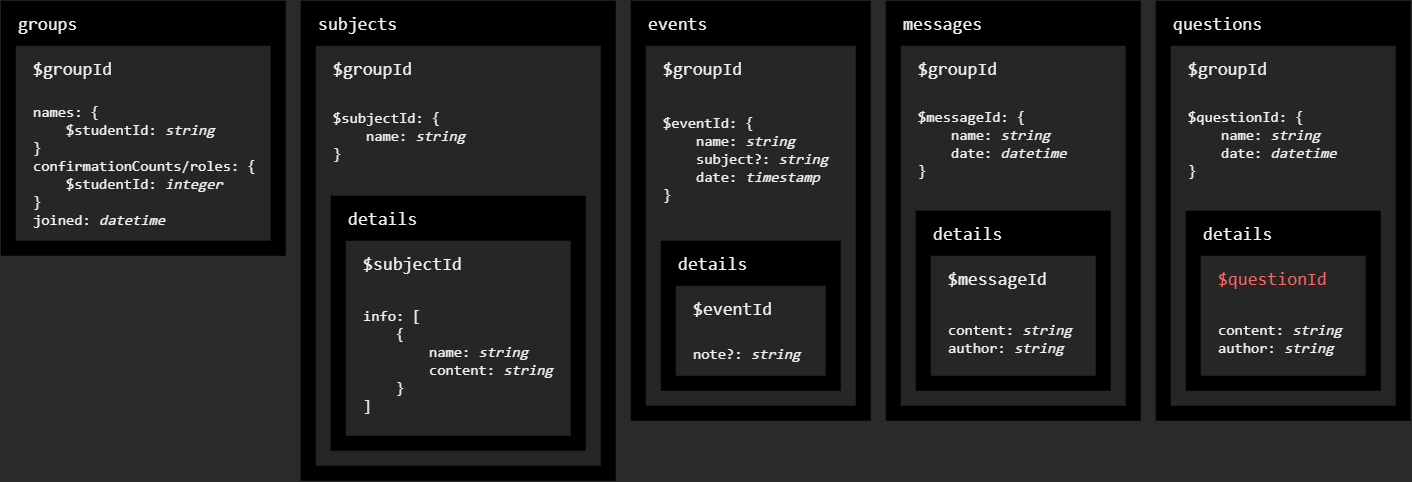 groups
$groupId
names: {
$studentId: string
}
confirmationCounts/roles: {
$studentId: integer
}
joined: datetime
subjects
$groupId
$subjectId: {
name: string
}
details
$subjectId
info: [
{
name: string
content: string
}
]
events
$groupId
$eventId: {
name: string
subject?: string
date: timestamp
}
details
$eventId
note?: string
messages
$groupId
$messageId: {
name: string
date: datetime
}
details
$messageId
content: string
author: string
questions
$groupId
$questionId: {
name: string
date: datetime
}
details
$questionId
content: string
author: string